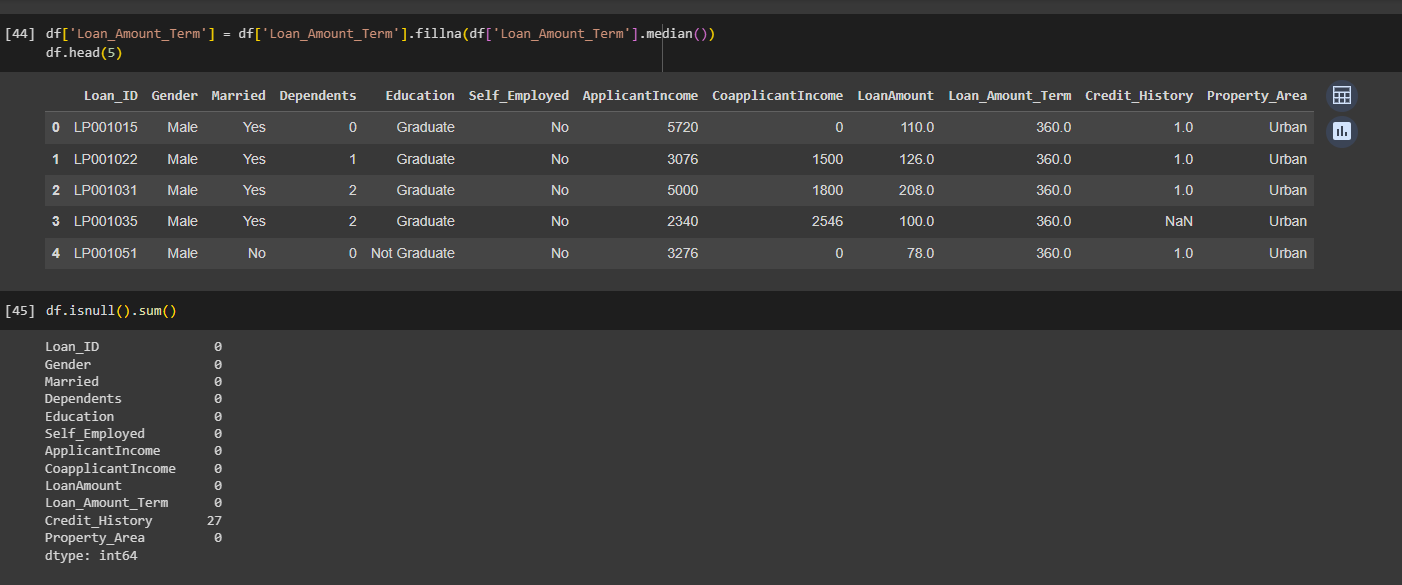 [44] df['Loan_Amount_Term'] = df['Loan_Amount_Term'].fillna(df['Loan_Amount_Term'].median())
df.head(5)
Loan_ID Gender Married Dependents Education Self_Employed ApplicantIncome CoapplicantIncome LoanAmount Loan_Amount_Term Credit_History Property_Area
0 LP001015 Male Yes 0 Graduate No 5720 0 110.0 360.0 1.0 Urban
1 LP001022 Male Yes 1 Graduate No 3076 1500 126.0 360.0 1.0 Urban
2 LP001031 Male Yes 2 Graduate No 5000 1800 208.0 360.0 1.0 Urban
3 LP001035 Male Yes 2 Graduate No 2340 2546 100.0 360.0 NaN Urban
4 LP001051 Male No 0 Not Graduate No 3276 0 78.0 360.0 1.0 Urban
[45] df.isnull().sum()
Loan_ID 0
Gender 0
Married 0
Dependents 0
Education 0
Self_Employed 0
ApplicantIncome 0
CoapplicantIncome 0
LoanAmount 0
Loan_Amount_Term 0
Credit_History 27
Property_Area 0
dtype: int64